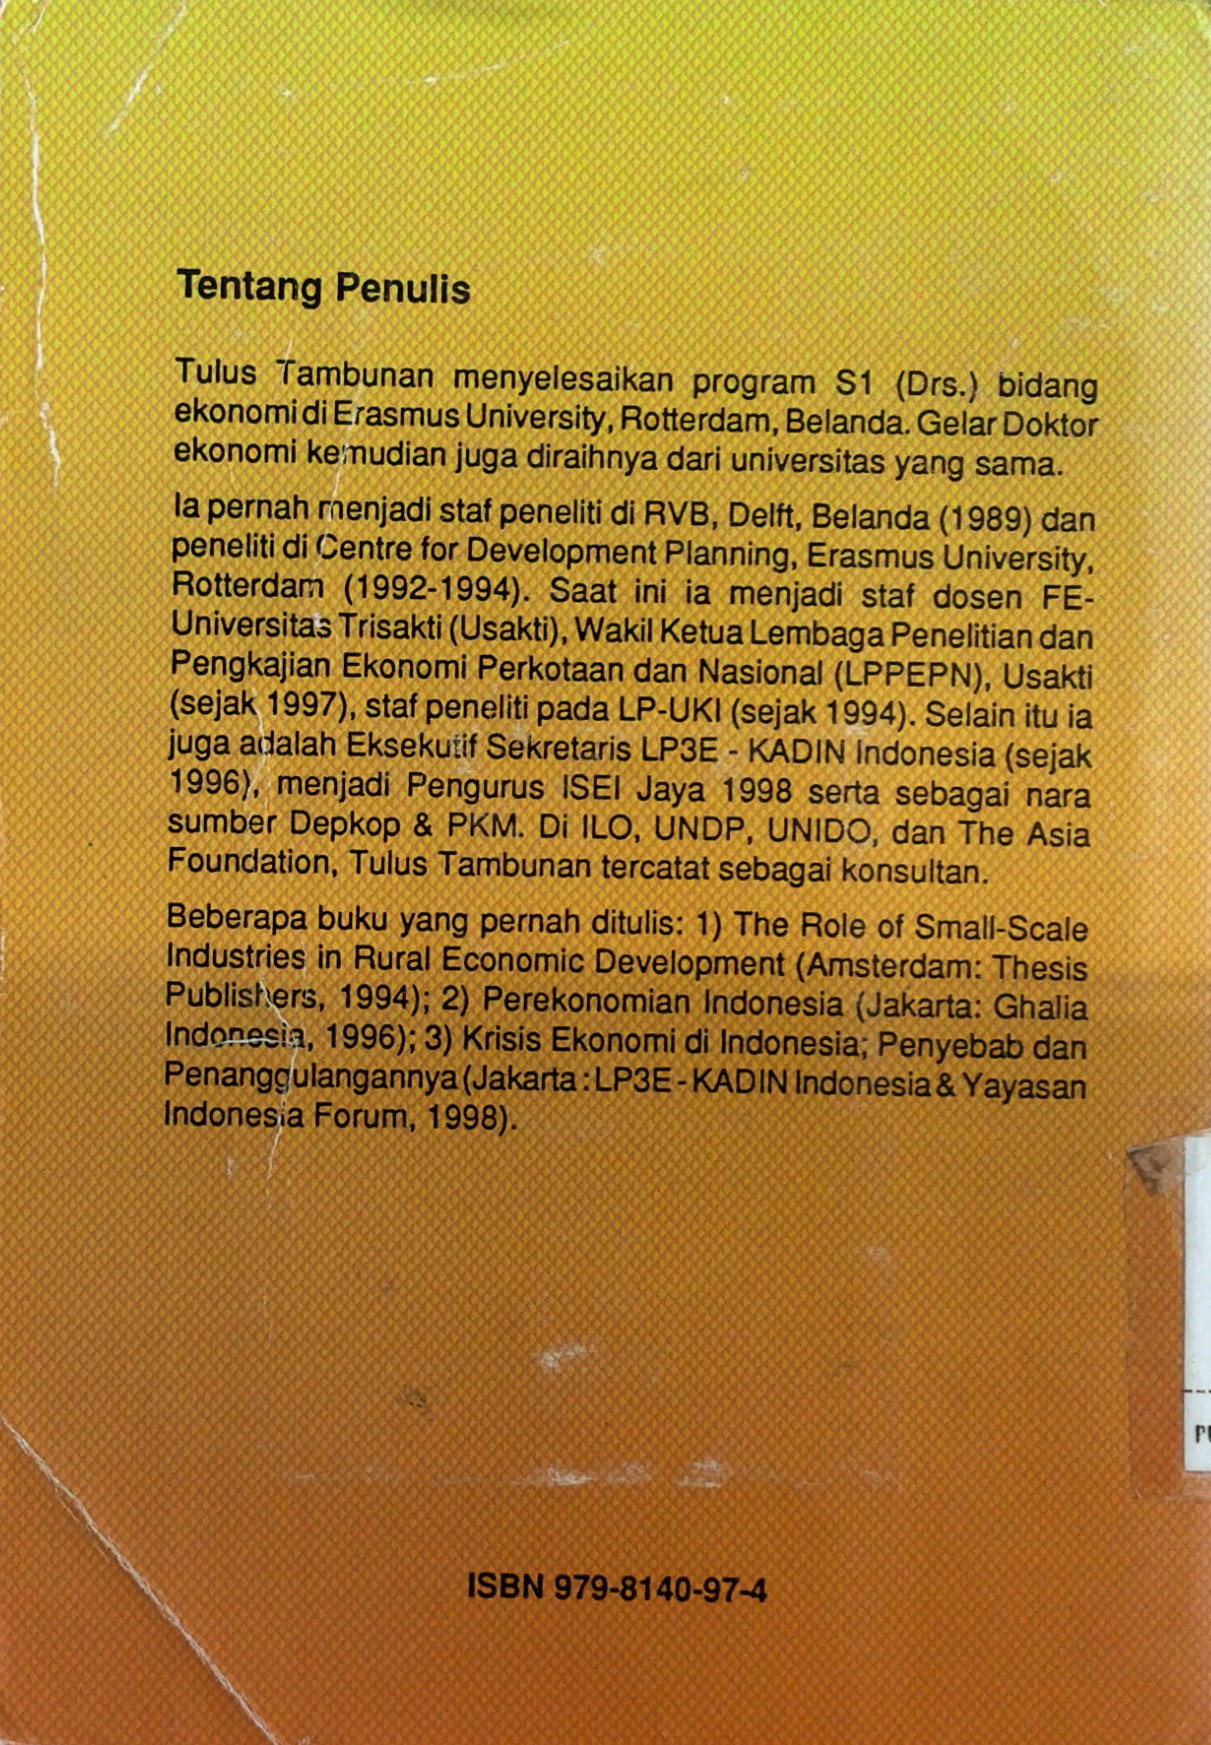 Tentang Penulis
Tulus Tambunan menyelesaikan program S1 (Drs.) bidang
ekonomi di Erasmus University, Rotterdam, Belanda. Gelar Doktor
ekonomi kemudian juga diraihnya dari universitas yang sama.
Ia pernah menjadi staf peneliti di RVB, Delft, Belanda (1989) dan
peneliti di Centre for Development Planning, Erasmus University,
Rotterdam (1992-1994). Saat ini ia menjadi staf dosen FE-
Universitas Trisakti (Usakti), Wakil Ketua Lembaga Penelitian dan
Pengkajian Ekonomi Perkotaan dan Nasional (LPPEPN), Usakti
(sejak 1997), staf peneliti pada LP-UKI (sejak 1994). Selain itu ia
juga adalah Eksekutif Sekretaris LP3E - KADIN Indonesia (sejak
1996), menjadi Pengurus ISEI Jaya 1998 serta sebagai nara
sumber Depkop & PKM. Di ILO, UNDP, UNIDO, dan The Asia
Foundation, Tulus Tambunan tercatat sebagai konsultan.
Beberapa buku yang pernah ditulis: 1) The Role of Small-Scale
Industries in Rural Economic Development (Amsterdam: Thesis
Publishers, 1994); 2) Perekonomian Indonesia (Jakarta: Ghalia
Indonesia, 1996); 3) Krisis Ekonomi di Indonesia; Penyebab dan
Penanggulangannya (Jakarta : LP3E - KADIN Indonesia & Yayasan
Indonesia Forum, 1998).
ISBN 979-8140-97-4